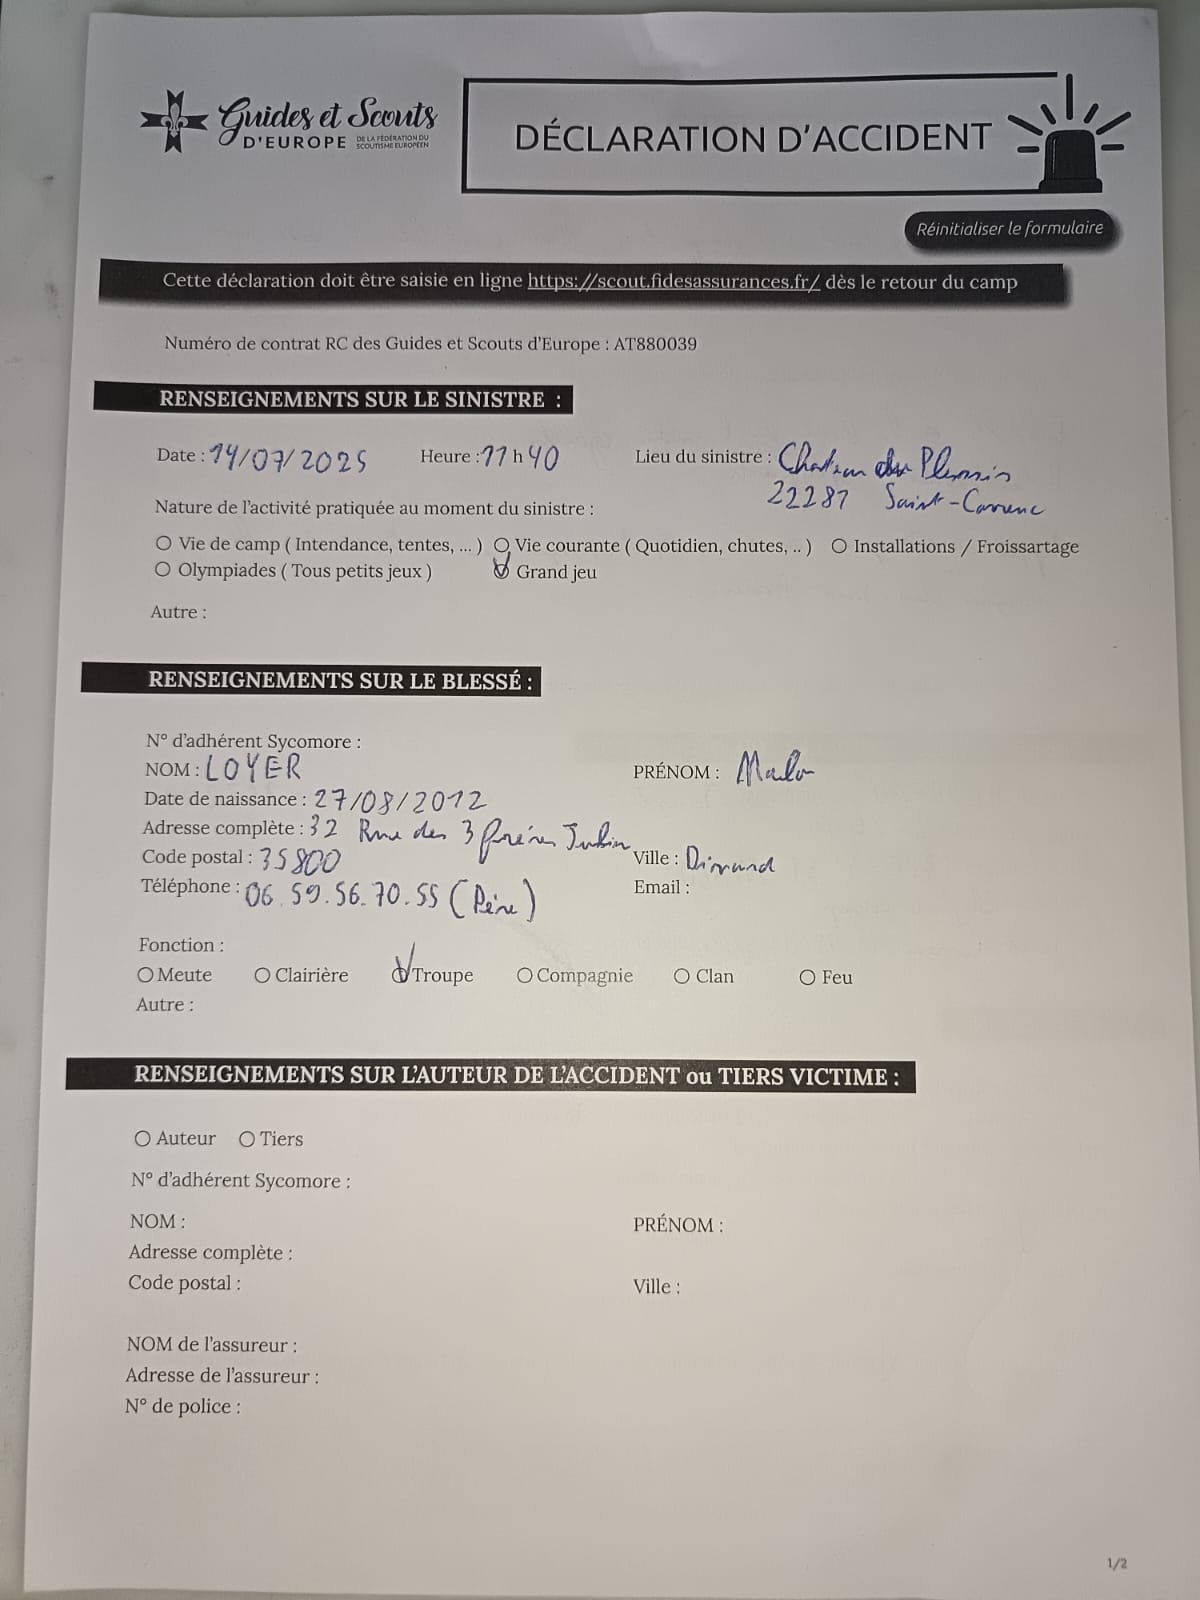 Guides et Scouts
D'EUROPE DE LA FÉDÉRATION DU SCOUTISME EUROPÉEN
DÉCLARATION D'ACCIDENT
Réinitialiser le formulaire
Cette déclaration doit être saisie en ligne https://scout.fidesassurances.fr/ dès le retour du camp
Numéro de contrat RC des Guides et Scouts d'Europe : AT880039
RENSEIGNEMENTS SUR LE SINISTRE :
Date : 14/07/2025 Heure : 11 h 40 Lieu du sinistre : Chateau du Plessis
22287 Saint-
Nature de l'activité pratiquée au moment du sinistre :
Vie de camp ( Intendance, tentes, ... ) Vie courante ( Quotidien, chutes, .. ) Installations / Froissartage
Olympiades ( Tous petits jeux ) Grand jeu
Autre :
RENSEIGNEMENTS SUR LE BLESSÉ :
N° d'adhérent Sycomore :
NOM : LOYER PRÉNOM : Malo
Date de naissance : 27/08/2012
Adresse complète : 32 Rue des 3 frères
Code postal : 35800 Ville : Dinard
Téléphone : 06.59.56.70.55 (Père) Email :
Fonction :
Meute Clairière Troupe Compagnie Clan Feu
Autre :
RENSEIGNEMENTS SUR L'AUTEUR DE L'ACCIDENT ou TIERS VICTIME :
Auteur Tiers
N° d'adhérent Sycomore :
NOM : PRÉNOM :
Adresse complète :
Code postal : Ville :
NOM de l'assureur :
Adresse de l'assureur :
N° de police :
1/2